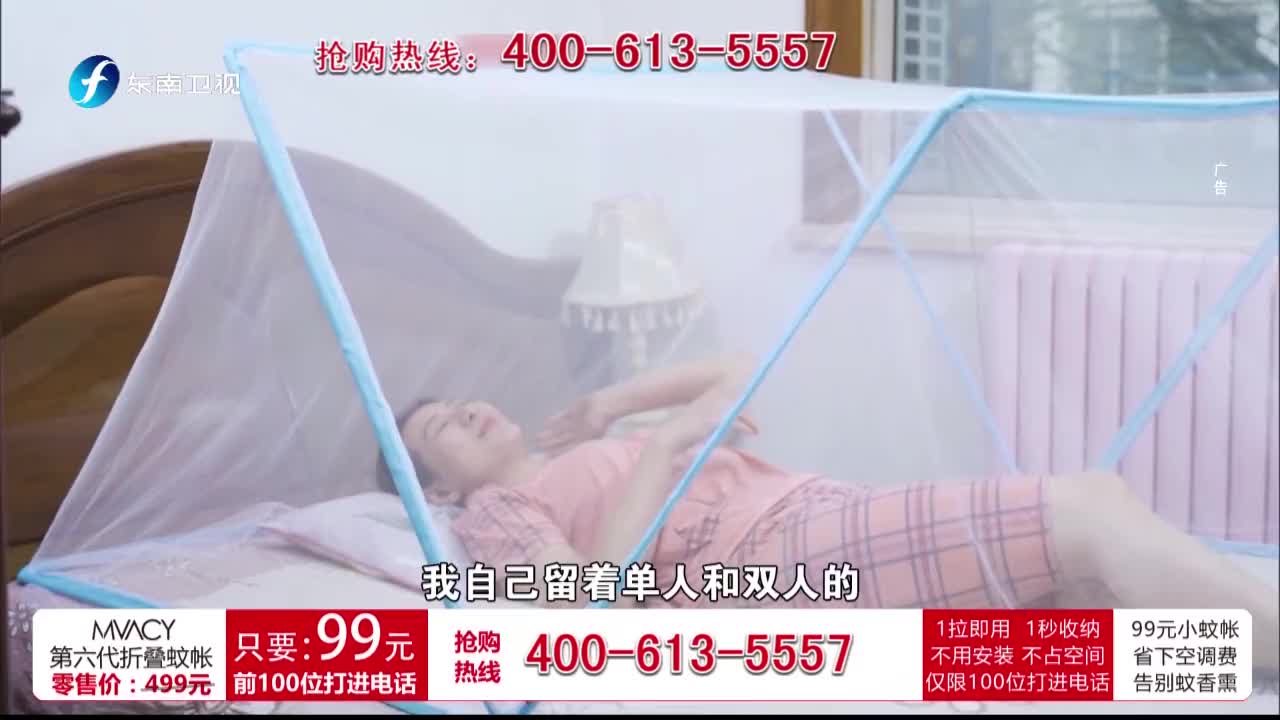 抢购热线：400-613-5557
东南卫视
广告
我自己留着单人和双人的
MVACY
第六代折叠蚊帐
零售价：499元
只要：99元
前100位打进电话
抢购
热线
400-613-5557
1拉即用 1秒收纳
不用安装 不占空间
仅限100位打进电话
99元小蚊帐
省下空调费
告别蚊香熏